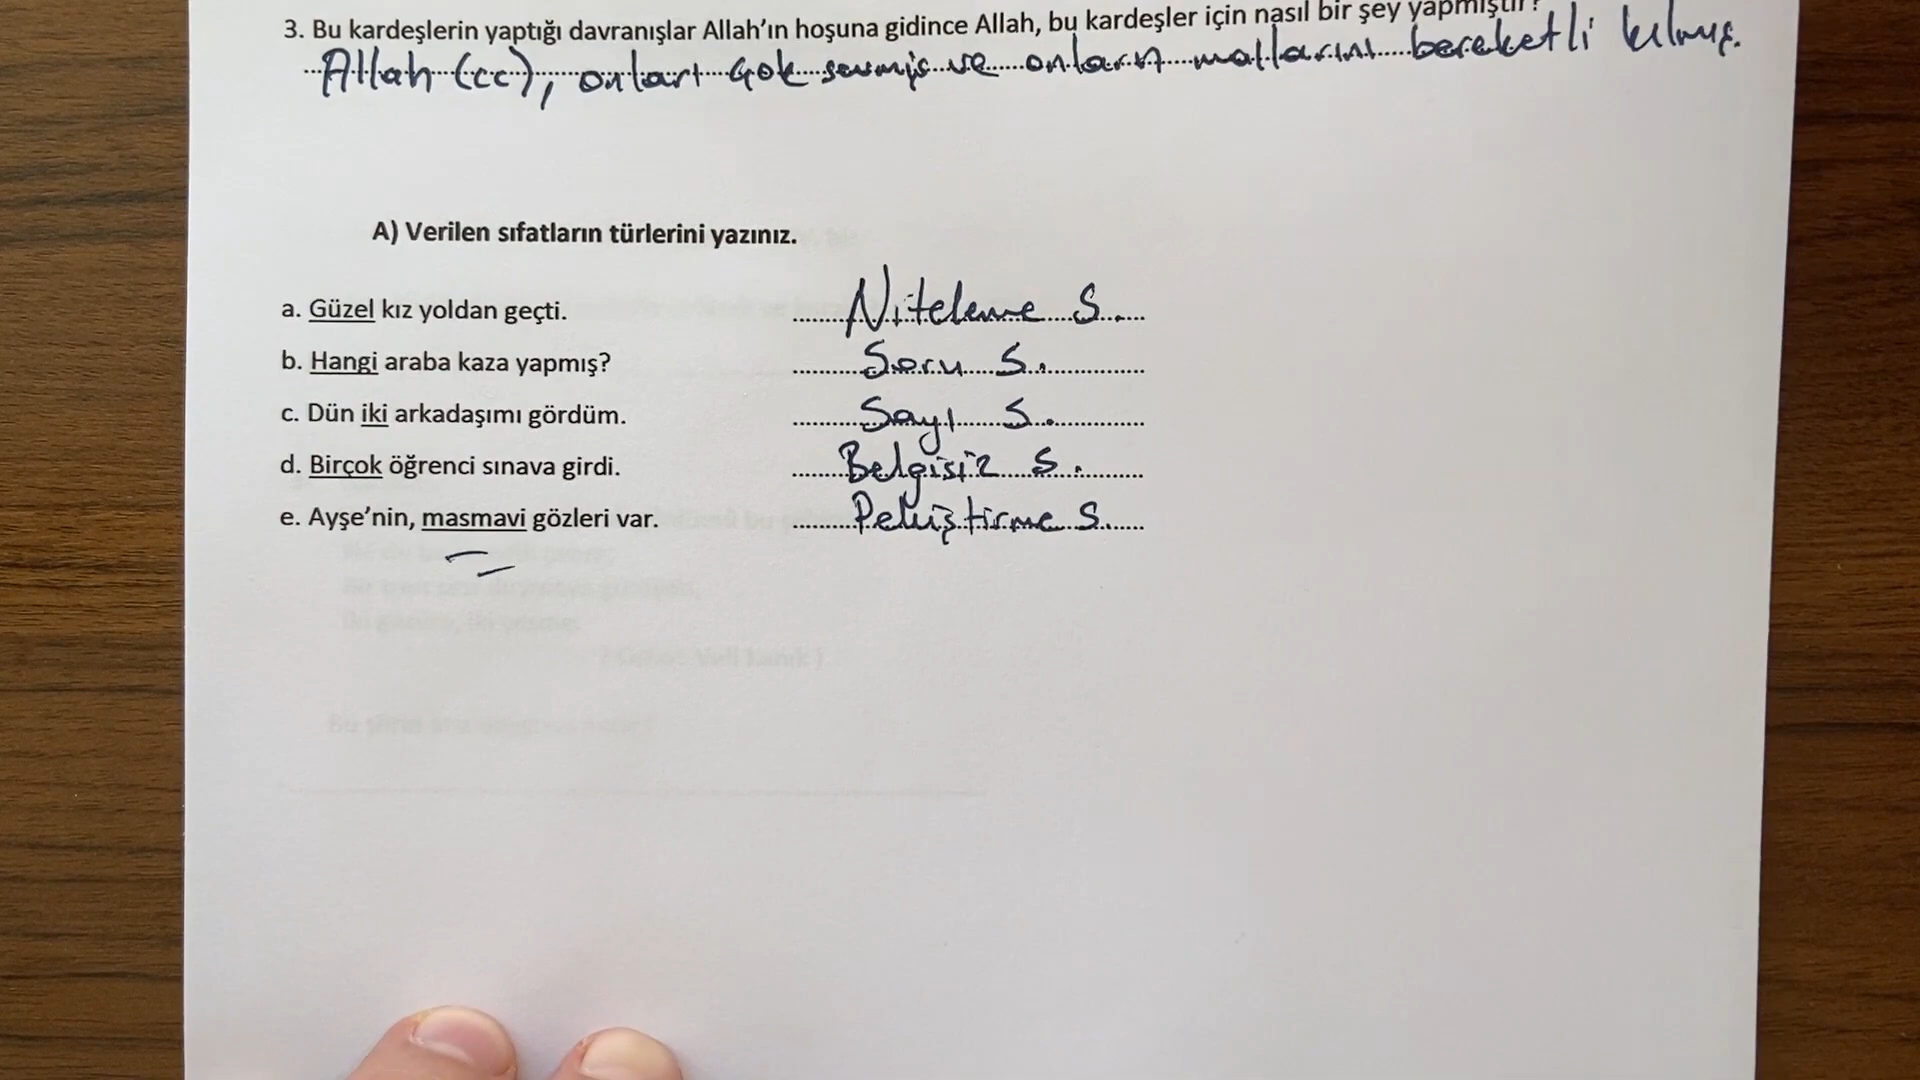 3. Bu kardeşlerin yaptığı davranışlar Allah’ın hoşuna gidince Allah, bu kardeşler için nasıl bir şey yapmıştır?
Allah (cc), onları çok sevmiş ve onların mallarını bereketli kılmış.
A) Verilen sıfatların türlerini yazınız.
a. Güzel kız yoldan geçti. Niteleme S.
b. Hangi araba kaza yapmış? Soru S.
c. Dün iki arkadaşımı gördüm. Sayı S.
d. Birçok öğrenci sınava girdi. Belgisiz S.
e. Ayşe’nin, masmavi gözleri var. Pekiştirme S.